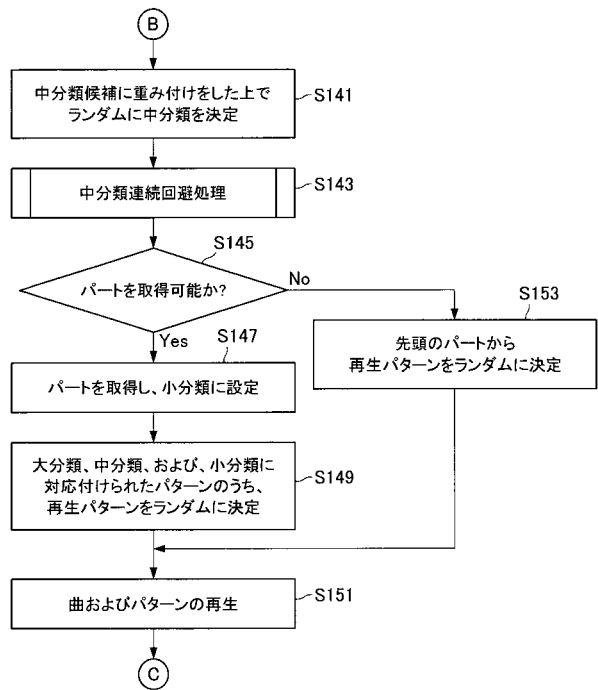 B
中分類候補に重み付けをした上で
ランダムに中分類を決定
S141
中分類連続回避処理
S143
S145
パートを取得可能か?
No
Yes
S153
先頭のパートから
再生パターンをランダムに決定
S147
パートを取得し、小分類に設定
大分類、中分類、および、小分類に
対応付けられたパターンのうち、
再生パターンをランダムに決定
S149
曲およびパターンの再生
S151
C